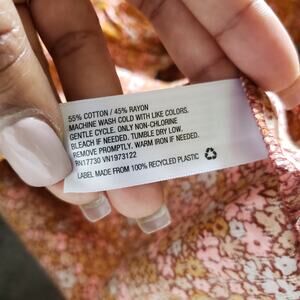 55% COTTON / 45% RAYON
MACHINE WASH COLD WITH LIKE COLORS.
GENTLE CYCLE. ONLY NON-CHLORINE
BLEACH IF NEEDED. TUMBLE DRY LOW.
REMOVE PROMPTLY. WARM IRON IF NEEDED.
RN17730 VN1973122
LABEL MADE FROM 100% RECYCLED PLASTIC